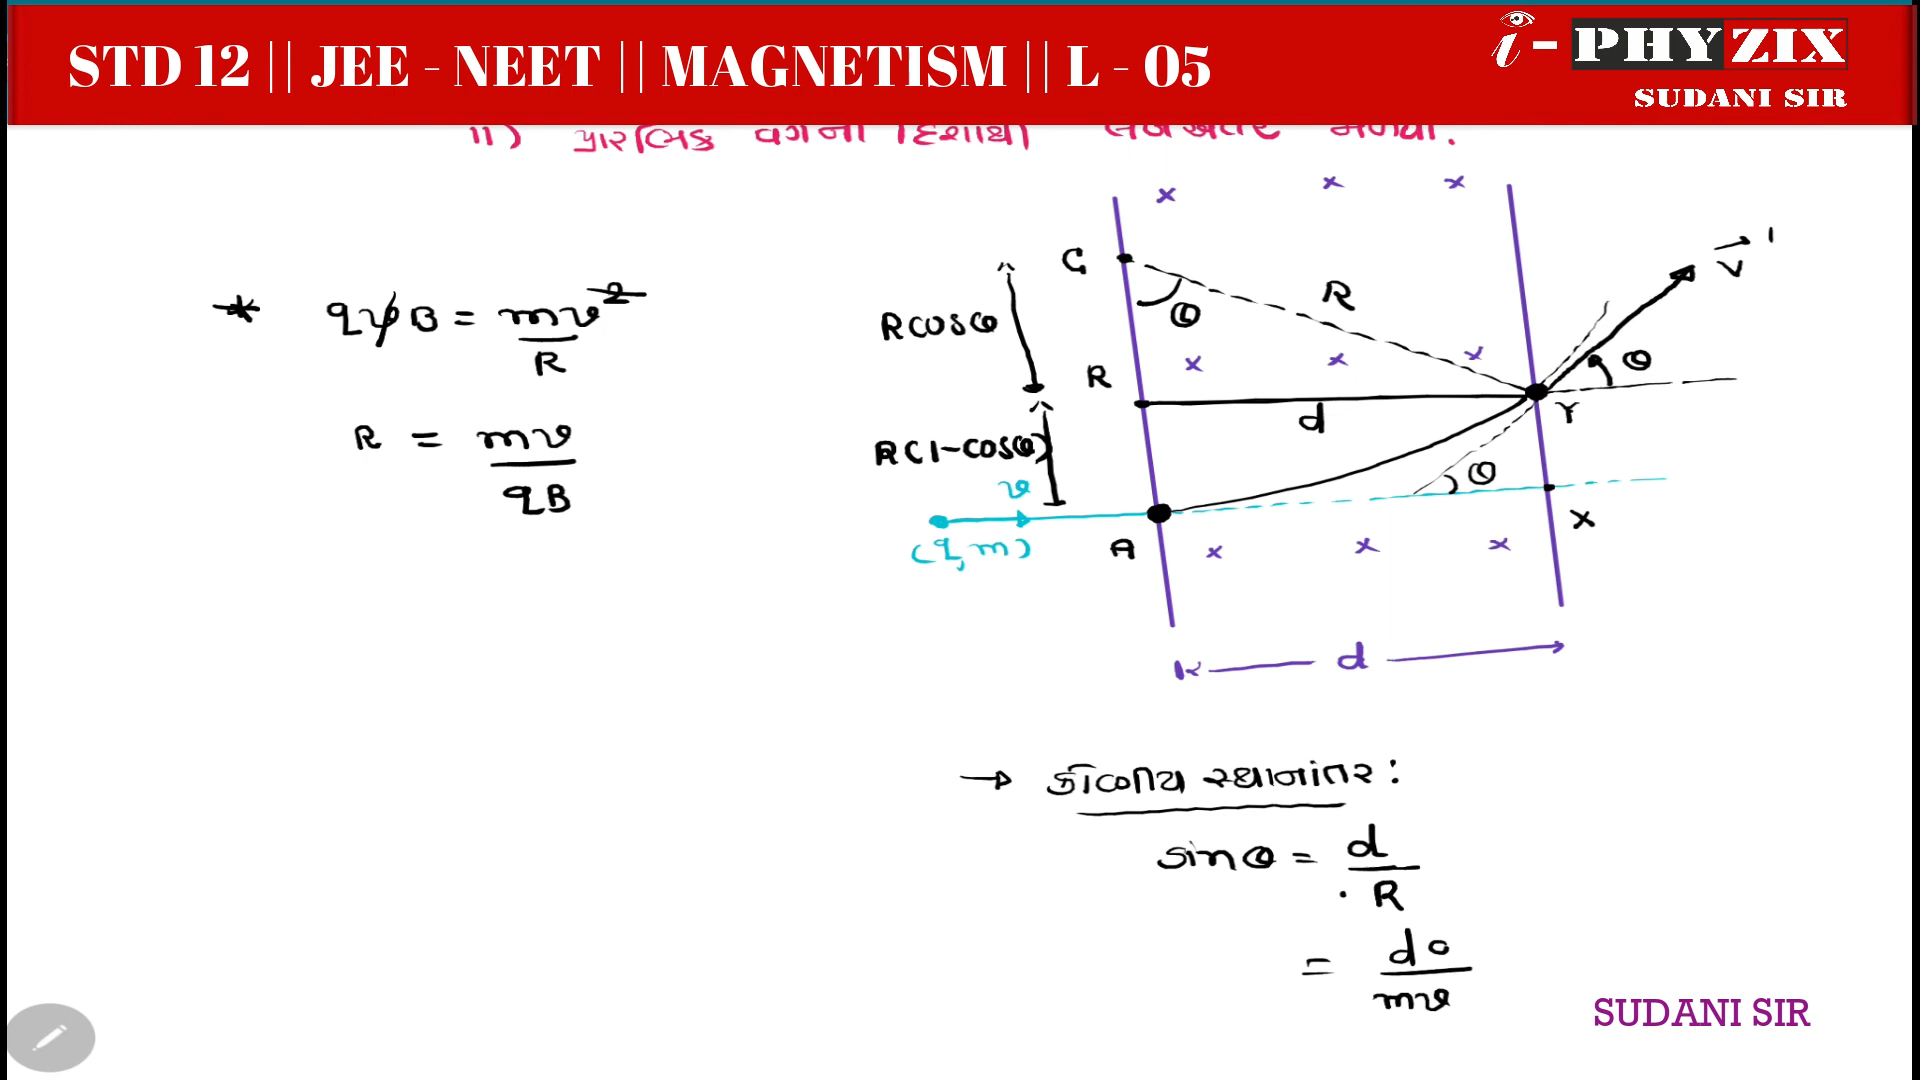 STD 12 || JEE - NEET || MAGNETISM || L - 05
i - PHYZIX
SUDANI SIR
ii)
* qvB = mv²
R
R = mv
qB
C
θ
R
v⃗ '
Rcosθ
R
d
θ
Y
R(1-cosθ)
v
(q, m)
A
θ
X
d
→ કોણીય સ્થાનાંતર :
sinθ = d
R
= d
mv
SUDANI SIR